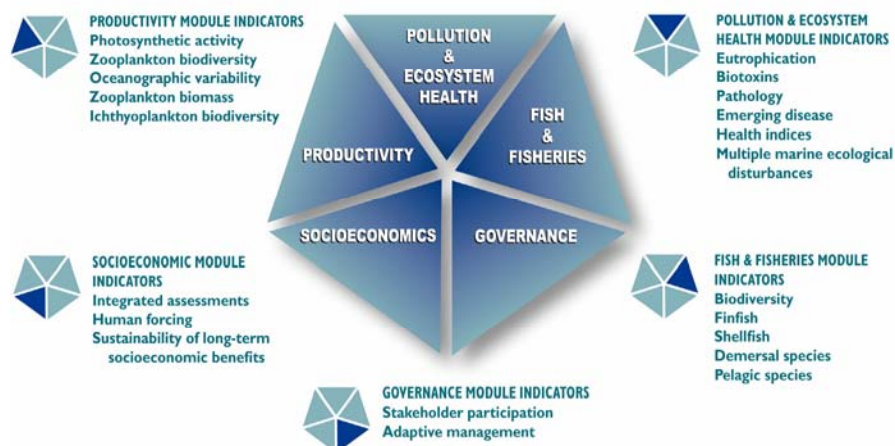 PRODUCTIVITY MODULE INDICATORS
Photosynthetic activity
Zooplankton biodiversity
Oceanographic variability
Zooplankton biomass
Ichthyoplankton biodiversity
POLLUTION
&
ECOSYSTEM
HEALTH
FISH
&
FISHERIES
PRODUCTIVITY
SOCIOECONOMICS
GOVERNANCE
POLLUTION & ECOSYSTEM
HEALTH MODULE INDICATORS
Eutrophication
Biotoxins
Pathology
Emerging disease
Health indices
Multiple marine ecological
disturbances
SOCIOECONOMIC MODULE
INDICATORS
Integrated assessments
Human forcing
Sustainability of long-term
socioeconomic benefits
FISH & FISHERIES MODULE
INDICATORS
Biodiversity
Finfish
Shellfish
Demersal species
Pelagic species
GOVERNANCE MODULE INDICATORS
Stakeholder participation
Adaptive management